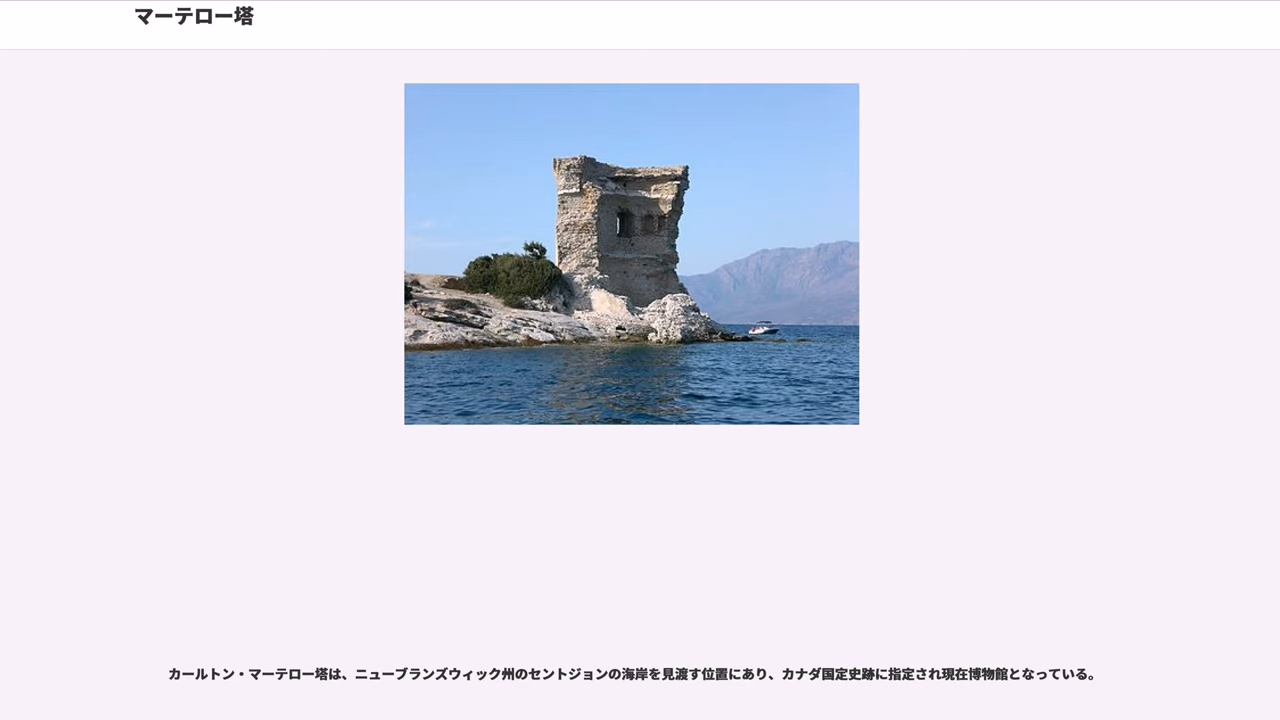 マーテロー塔
カールトン・マーテロー塔は、ニューブランズウィック州のセントジョンの海岸を見渡す位置にあり、カナダ国定史跡に指定され現在博物館となっている。